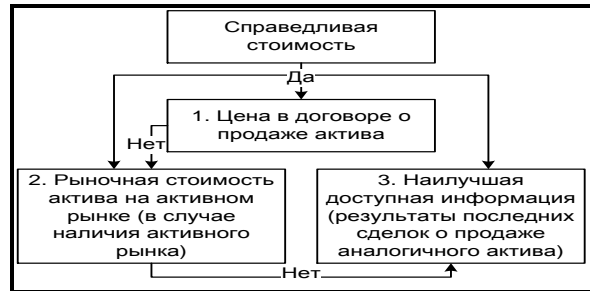 Справедливая
стоимость
Да
1. Цена в договоре о
продаже актива
Нет
2. Рыночная стоимость
актива на активном
рынке (в случае
наличия активного
рынка)
3. Наилучшая
доступная информация
(результаты последних
сделок о продаже
аналогичного актива)
Нет